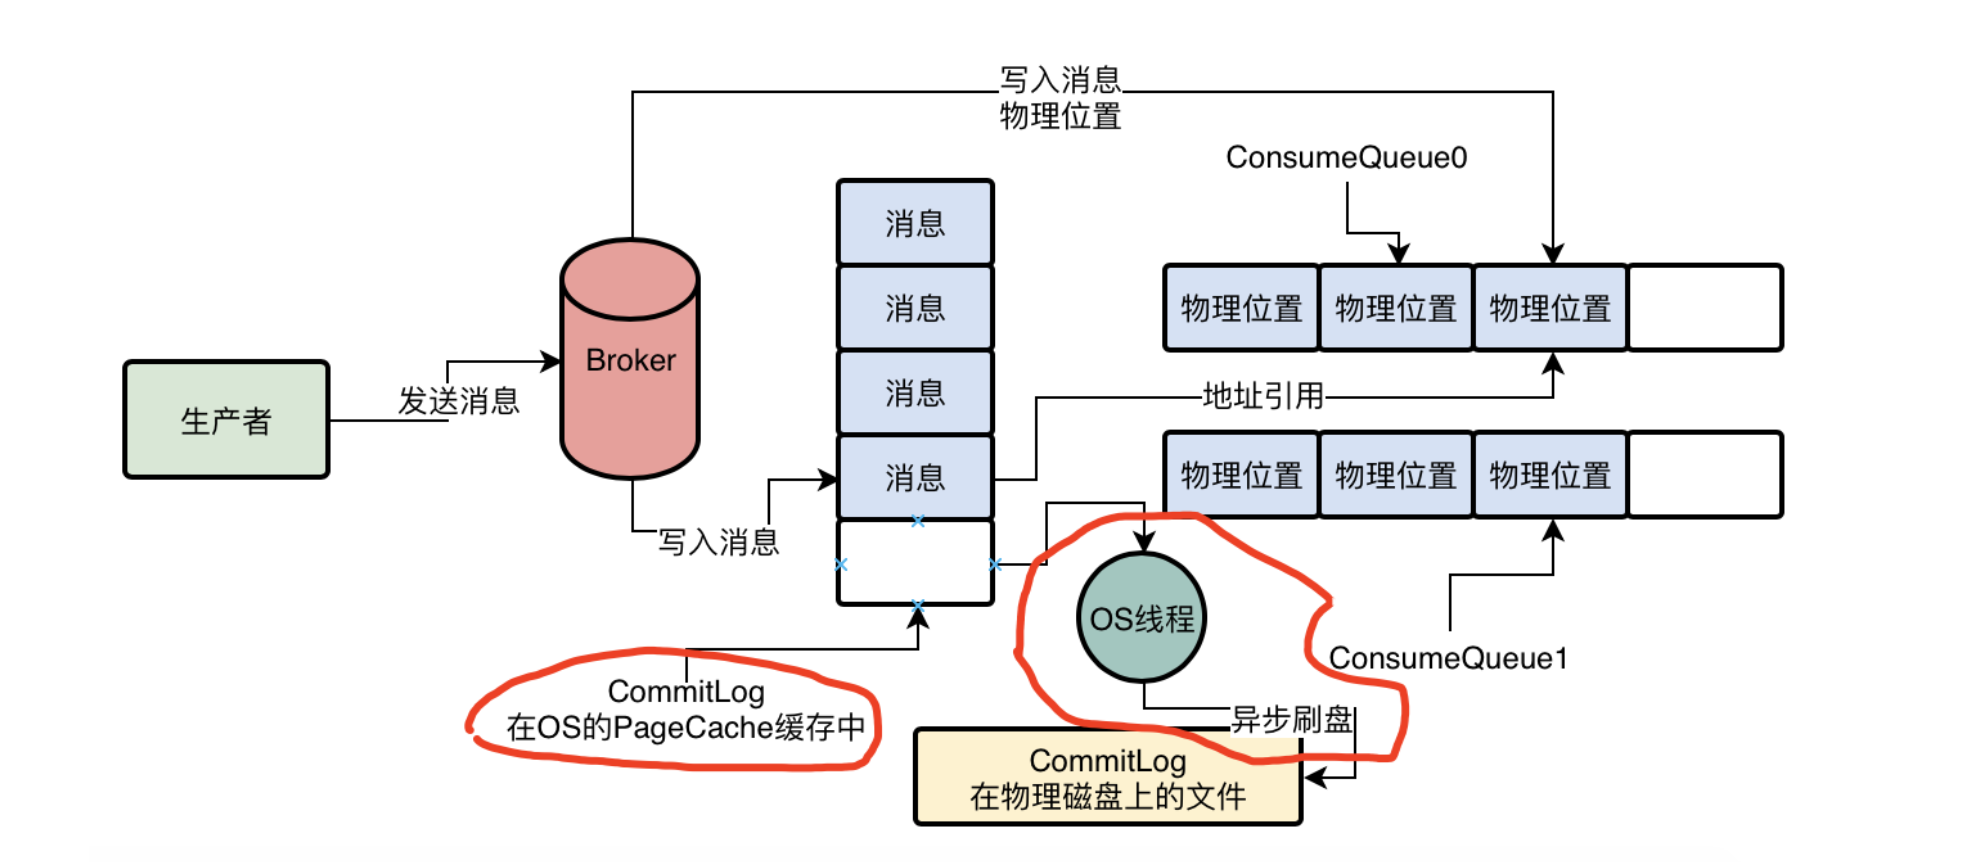 写入消息
物理位置
ConsumeQueue0
消息
消息
物理位置
物理位置
物理位置
Broker
发送消息
生产者
消息
地址引用
消息
物理位置
物理位置
物理位置
写入消息
OS线程
ConsumeQueue1
CommitLog
在OS的PageCache缓存中
异步刷盘
CommitLog
在物理磁盘上的文件